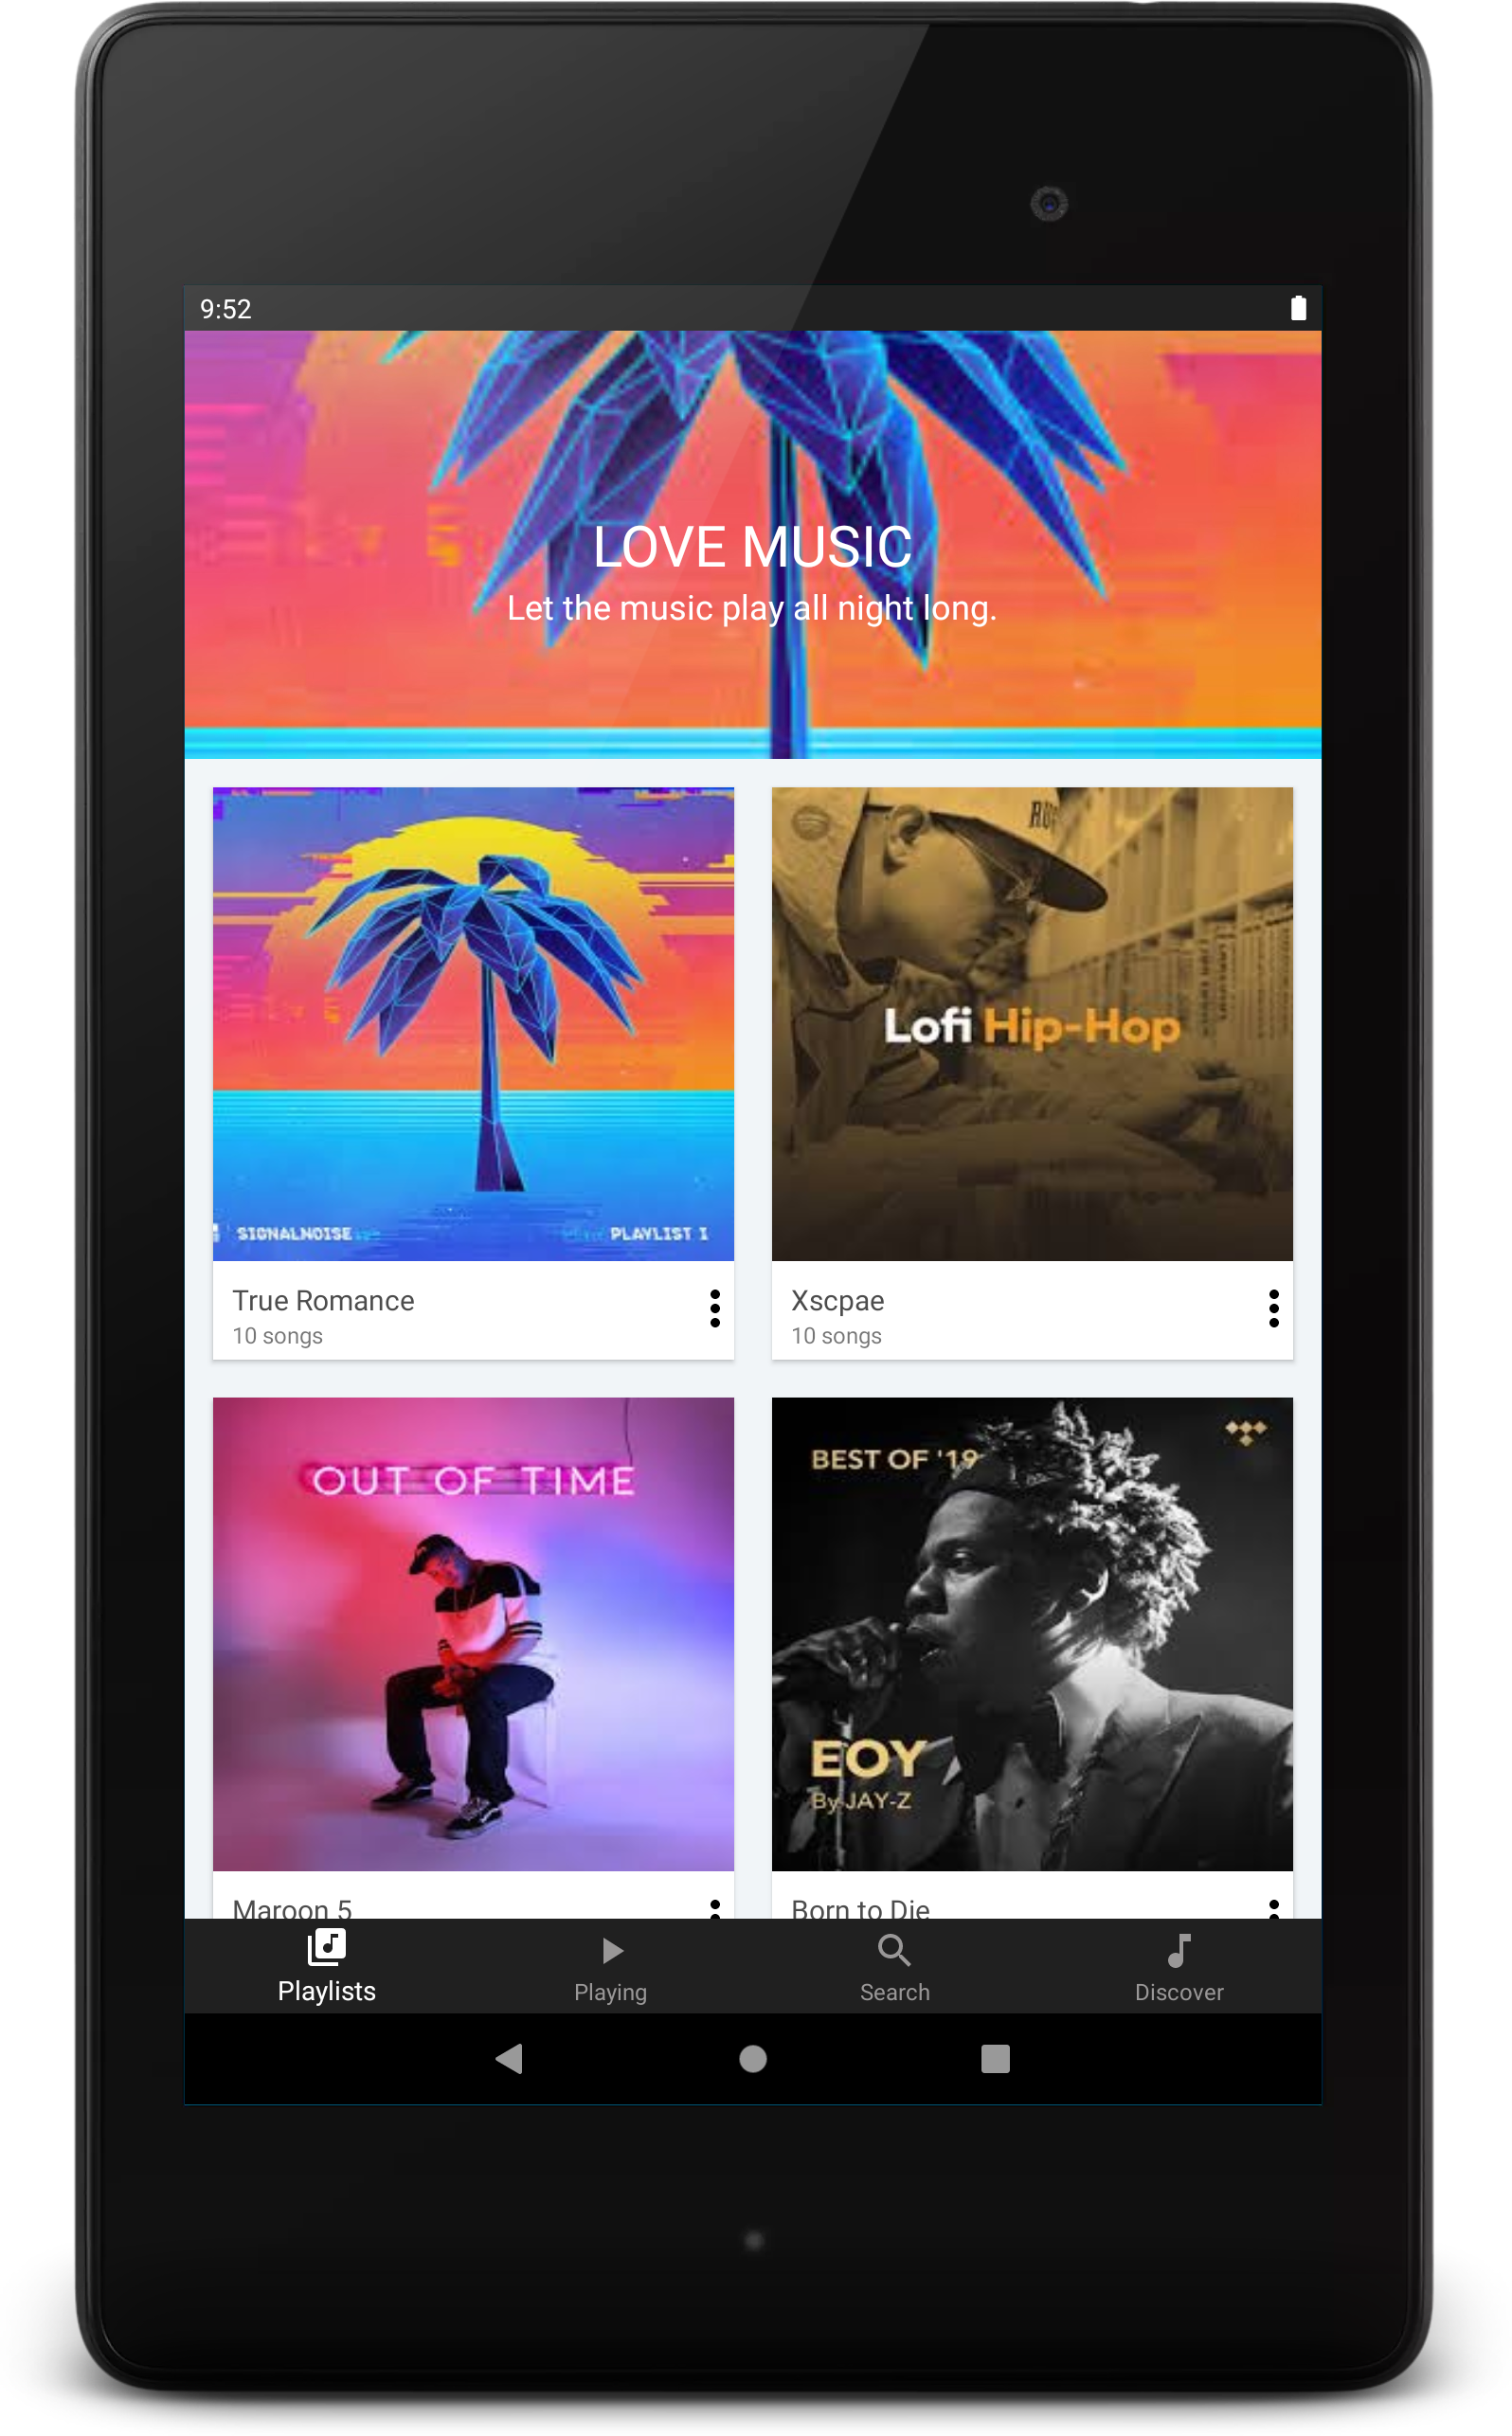 9:52
LOVE MUSIC
Let the music play all night long.
SIGNALNOISE
PLAYLIST I
Lofi Hip-Hop
True Romance
10 songs
Xscpae
10 songs
OUT OF TIME
BEST OF '19
EOY
By JAY-Z
Maroon 5
Born to Die
Playlists
Playing
Search
Discover